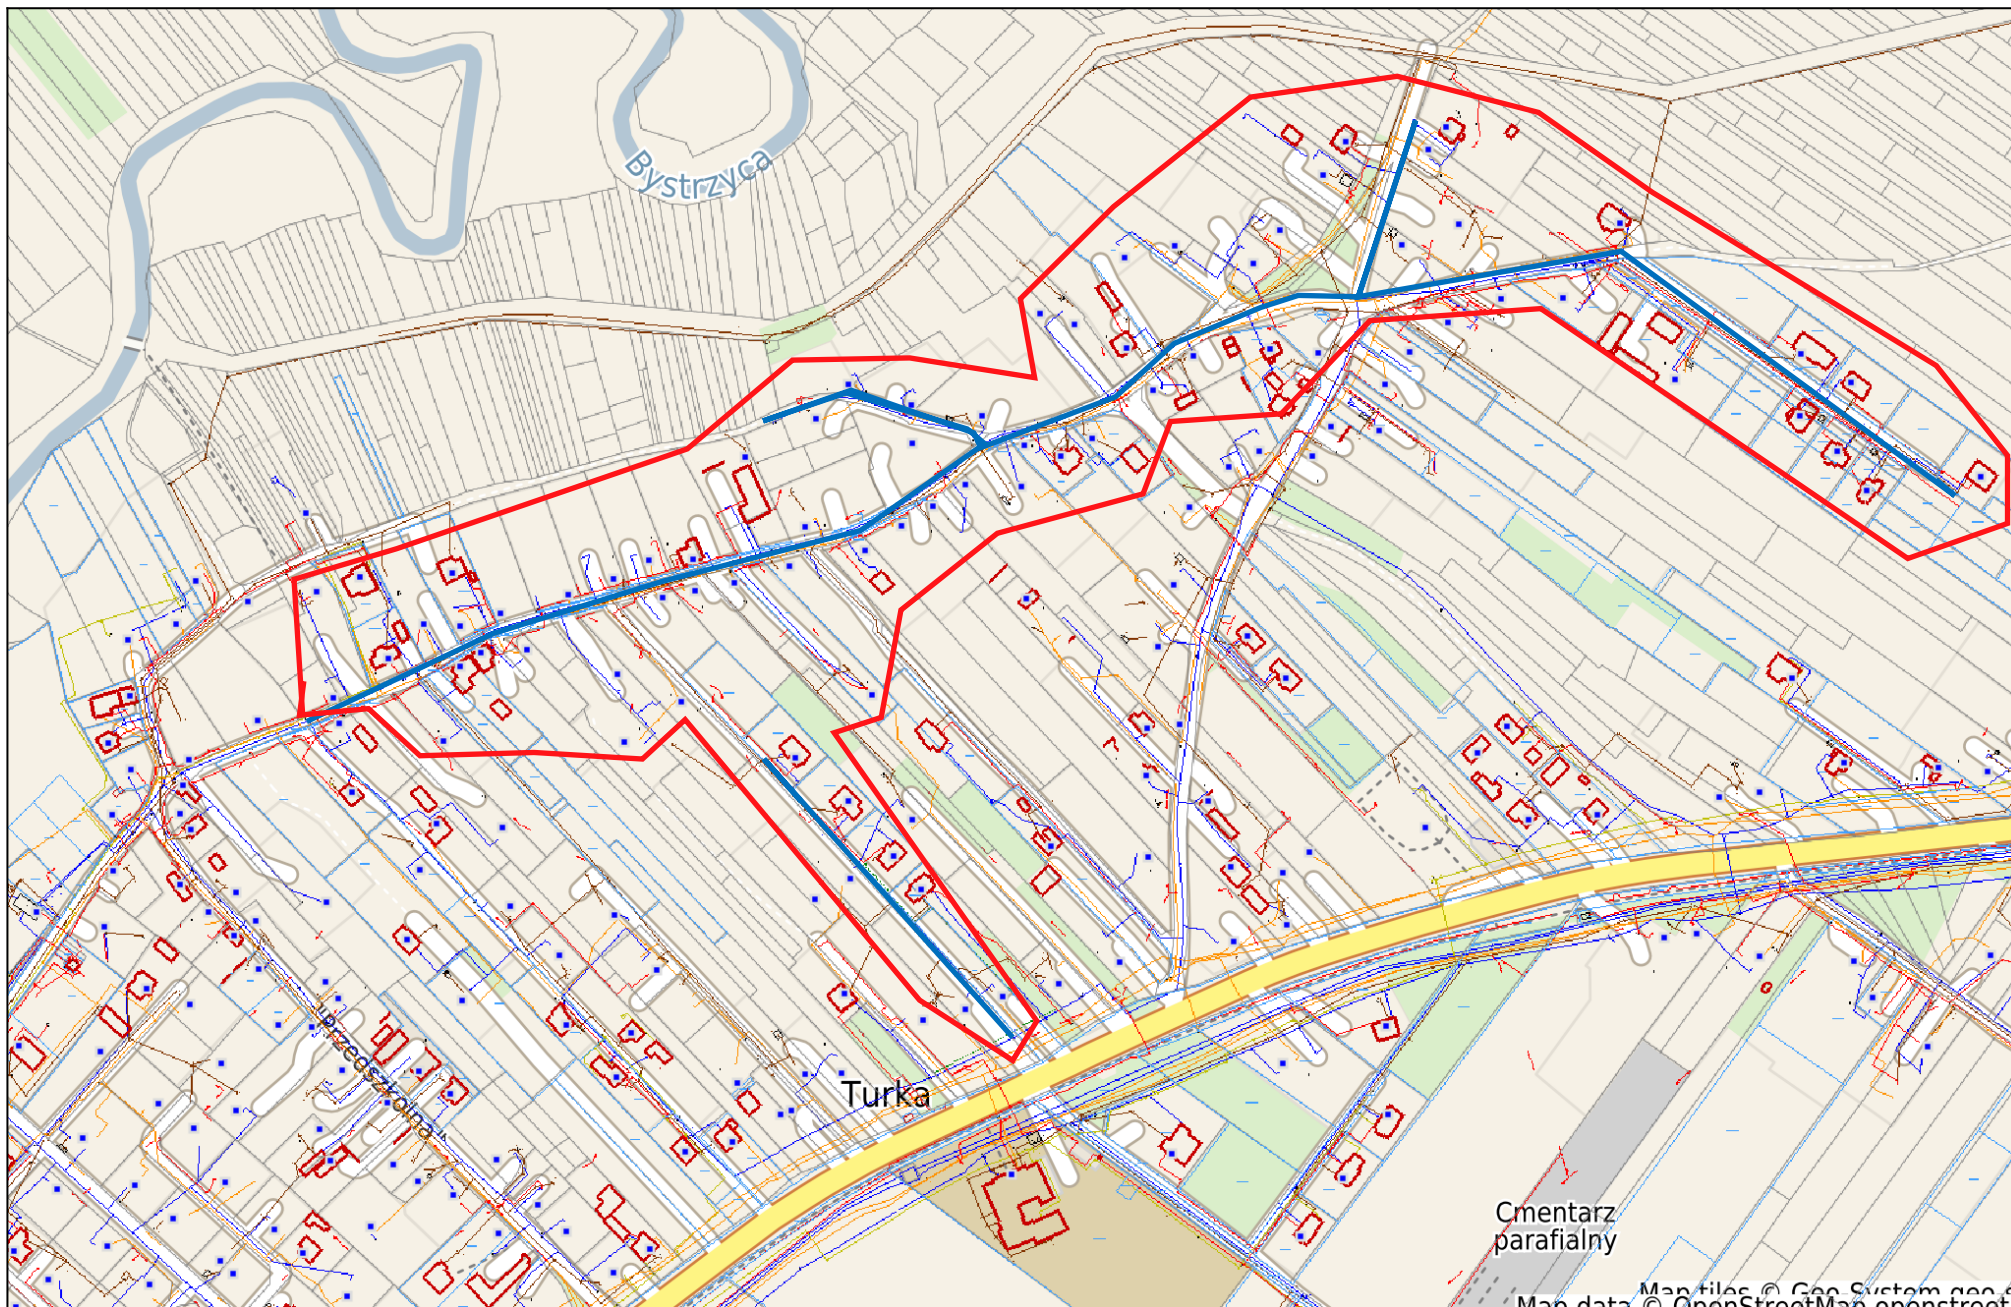 Bystrzyca
Turka
Cmentarz
parafialny
Map tiles © Geo-System
Map data © OpenStreetMap